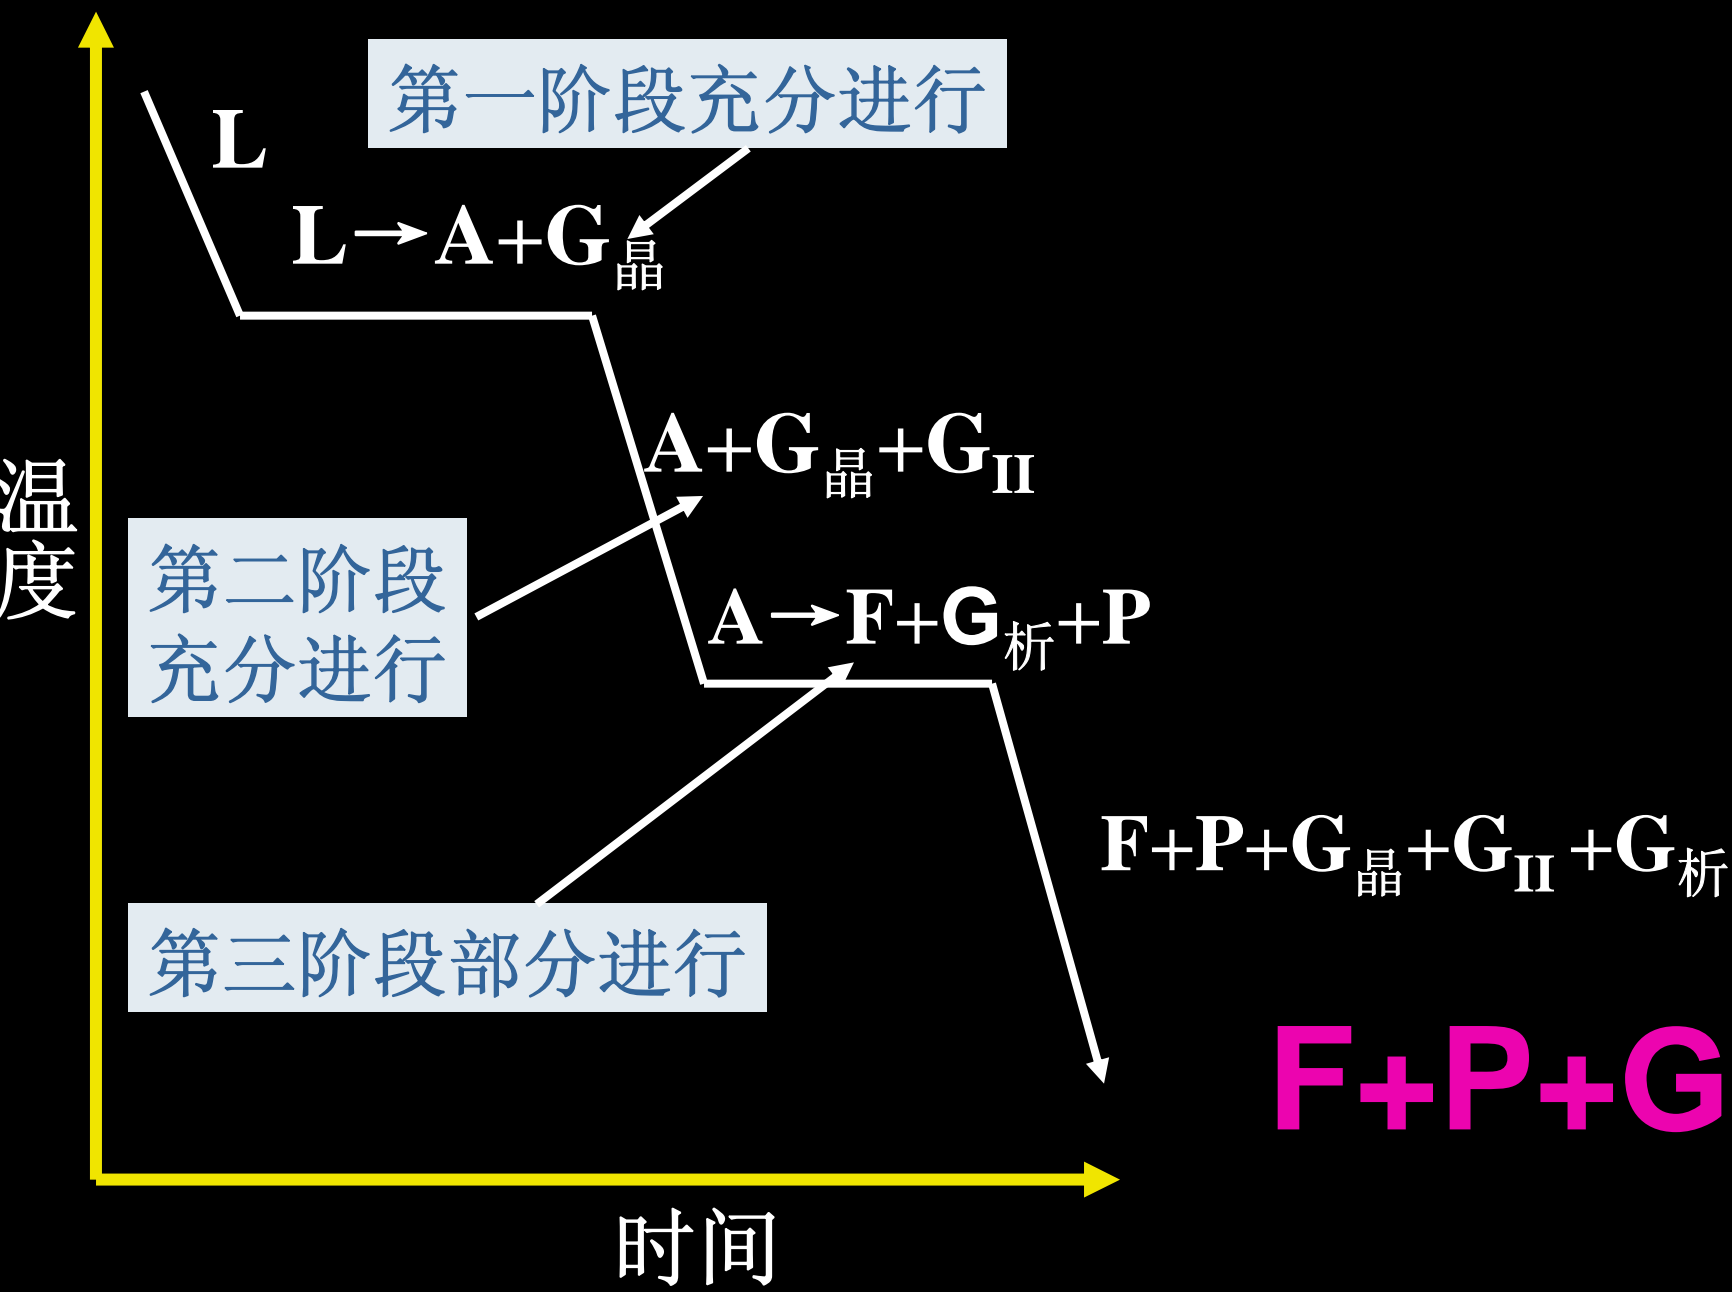 第一阶段充分进行
L
L→A+G晶
A+G晶+GII
温度
第二阶段
充分进行
A→F+G析+P
F+P+G晶+GII +G析
第三阶段部分进行
F+P+G
时间